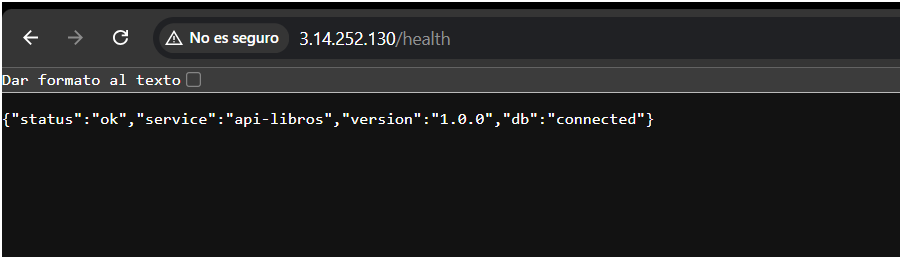 No es seguro 3.14.252.130/health
Dar formato al texto
{"status":"ok","service":"api-libros","version":"1.0.0","db":"connected"}